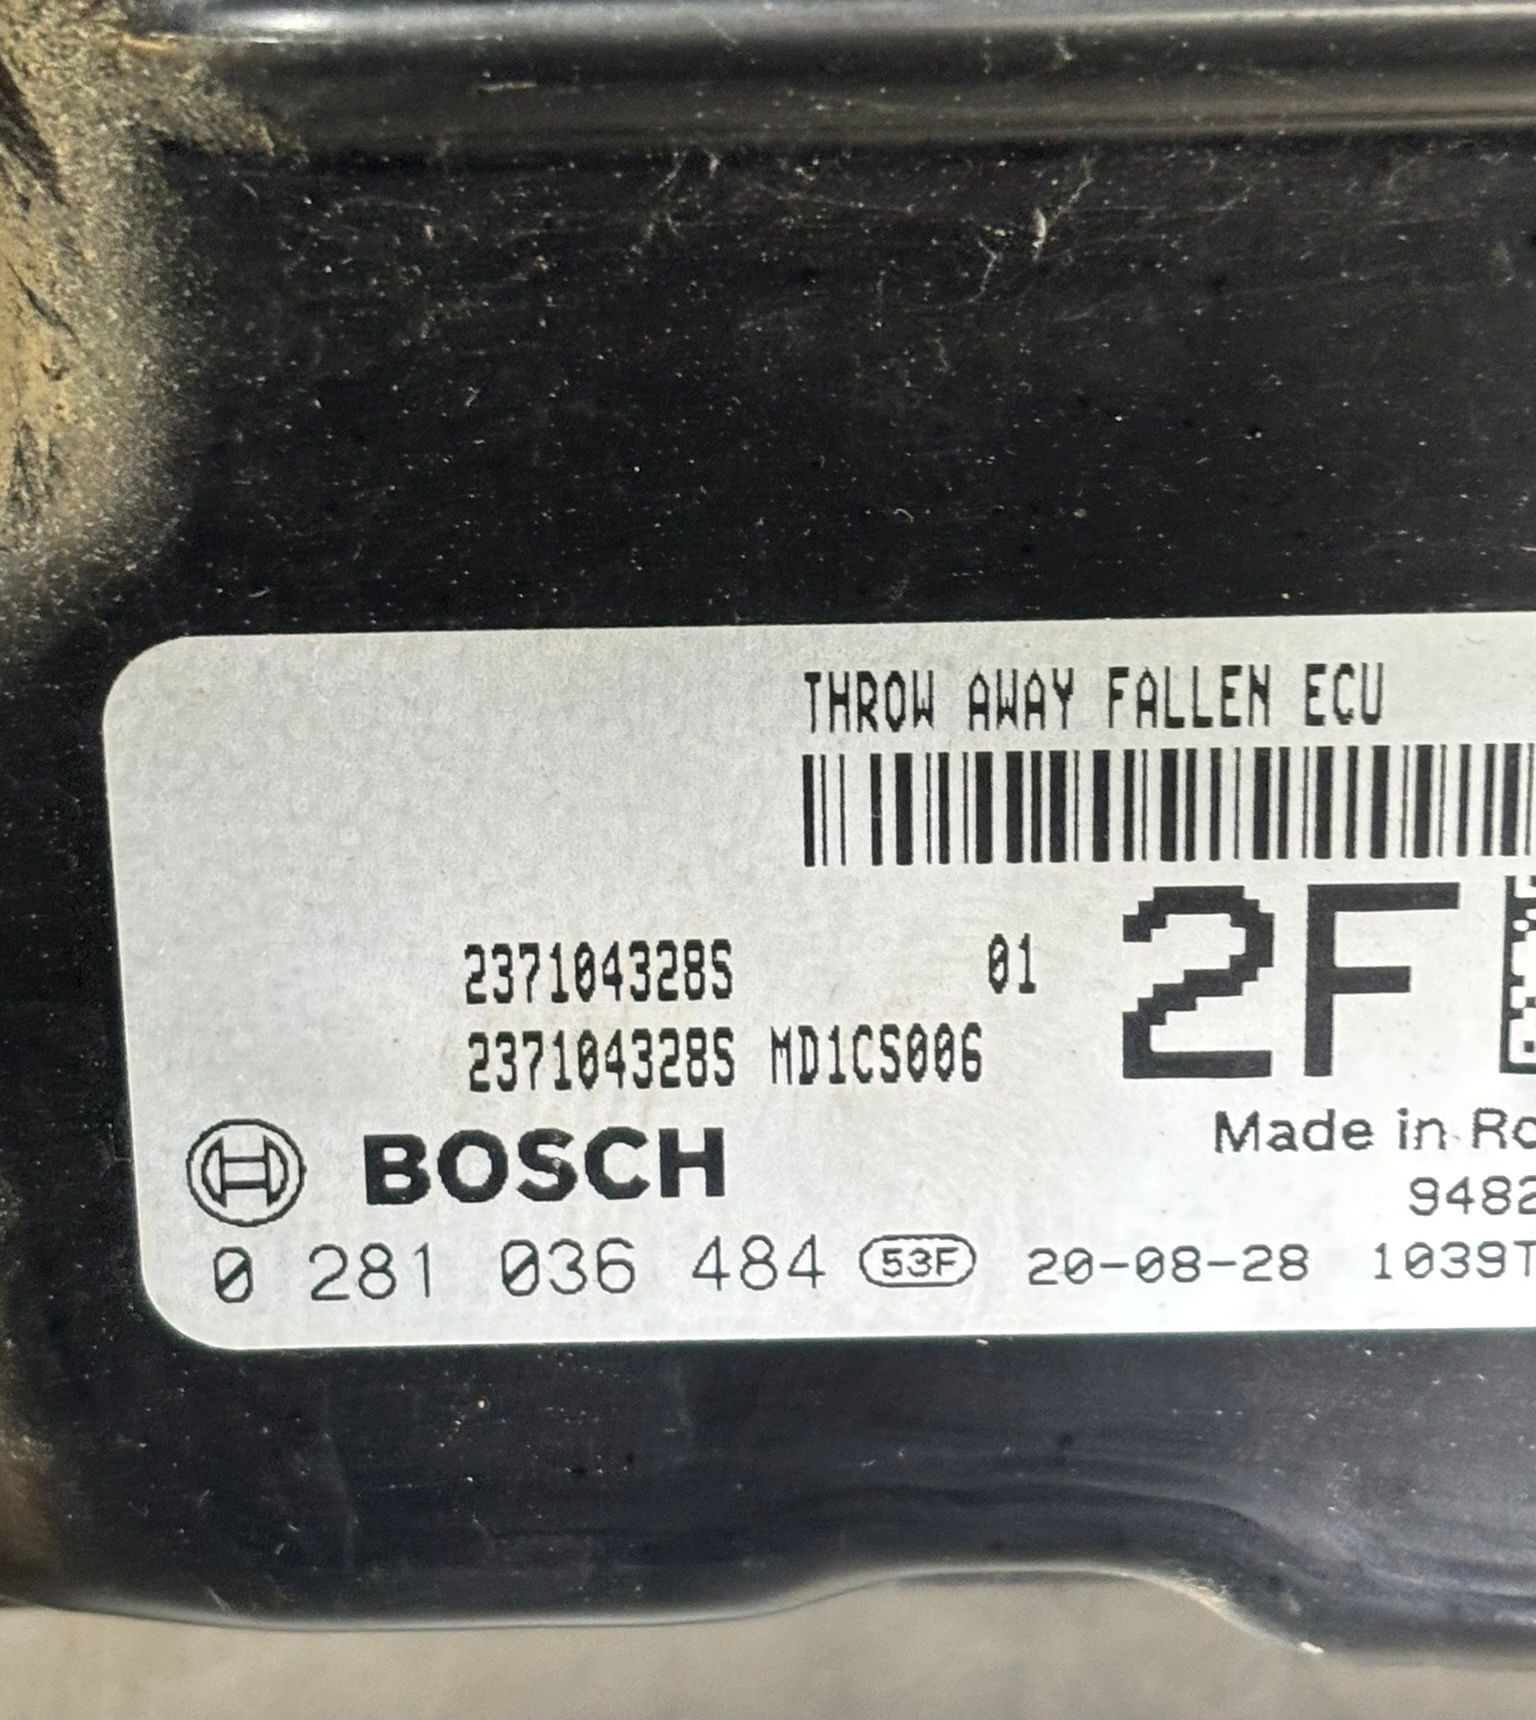 THROW AWAY FALLEN ECU
237104328S 01
237104328S MD1CS006
2F
Made in
BOSCH
0 281 036 484 53F 20-08-28